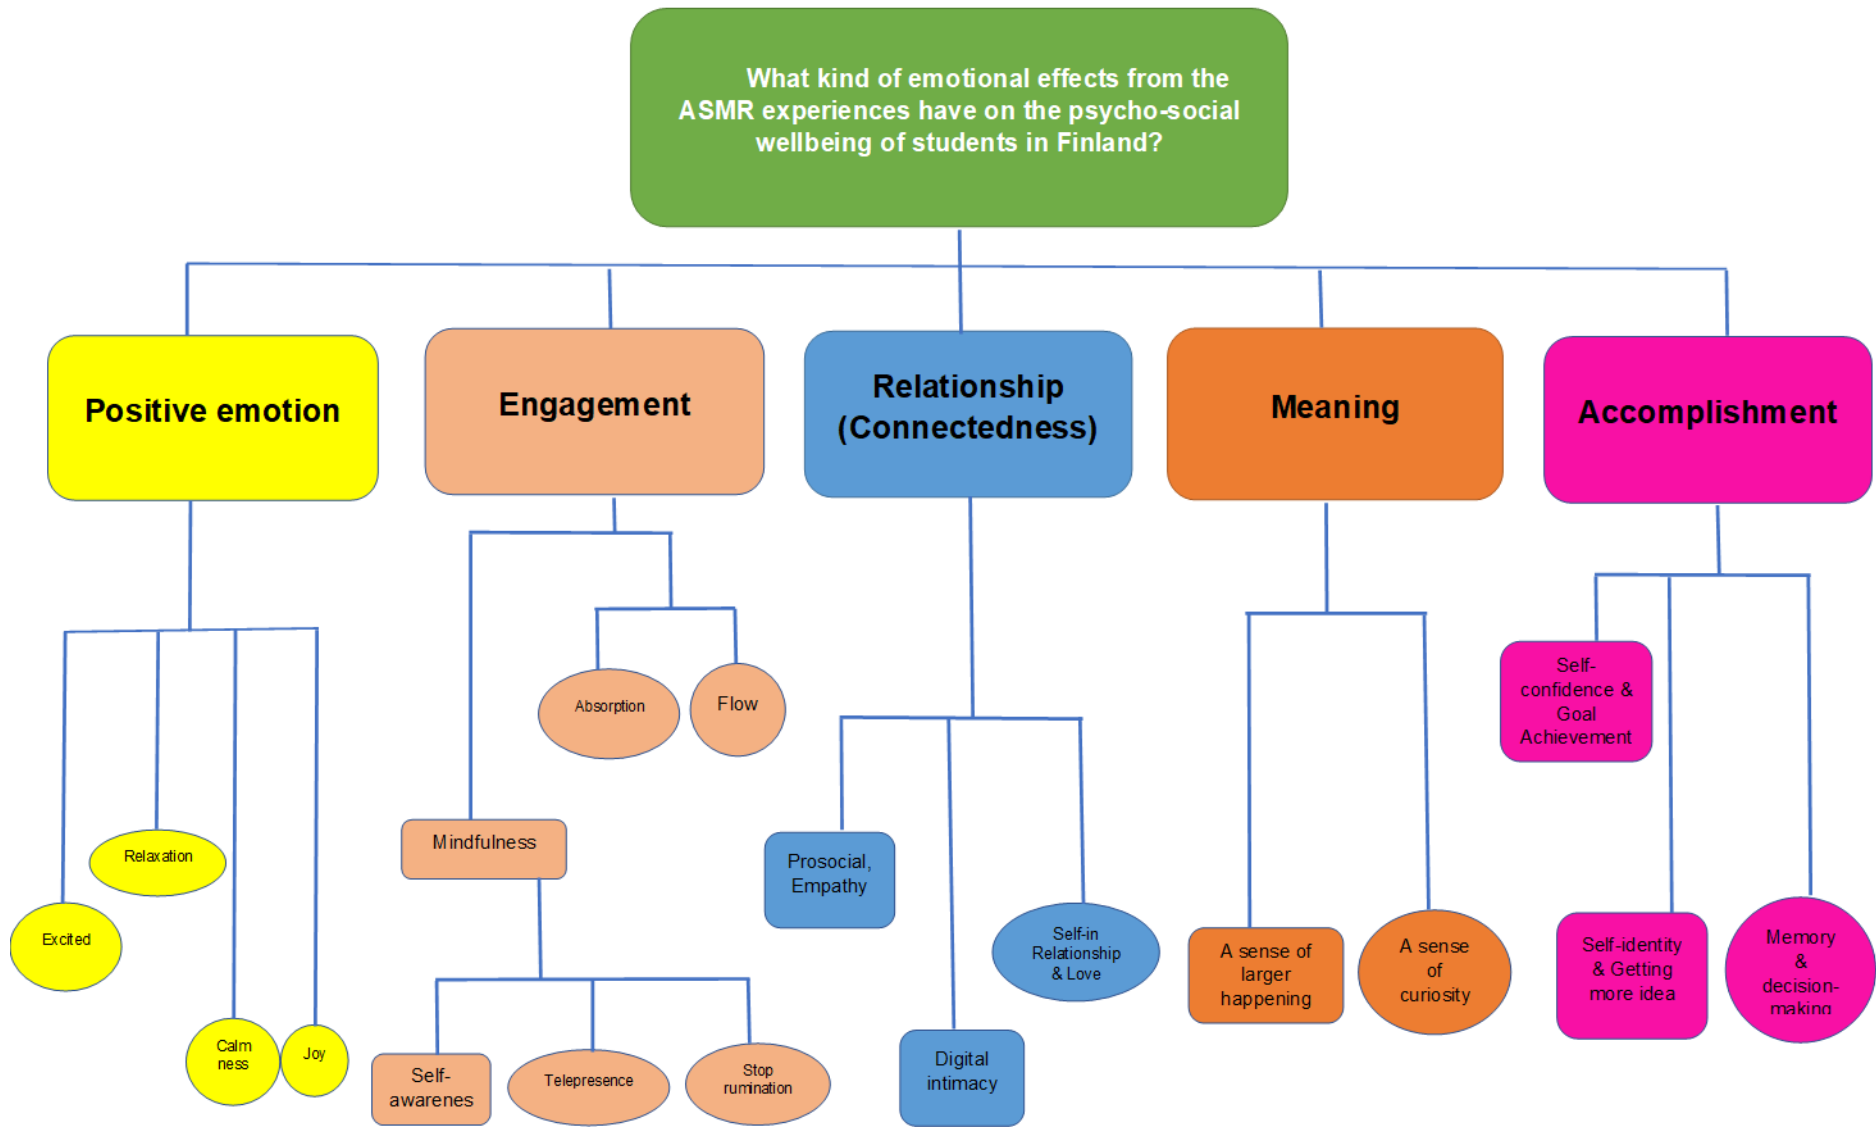 What kind of emotional effects from the
ASMR experiences have on the psycho-social
wellbeing of students in Finland?
Positive emotion
Engagement
Relationship
(Connectedness)
Meaning
Accomplishment
Excited
Relaxation
Calm
ness
Joy
Absorption
Flow
Mindfulness
Self-
awarenes
Telepresence
Stop
rumination
Prosocial,
Empathy
Digital
intimacy
Self-in
Relationship
& Love
A sense of
larger
happening
A sense
of
curiosity
Self-
confidence &
Goal
Achievement
Self-identity
& Getting
more idea
Memory
&
decision-
making